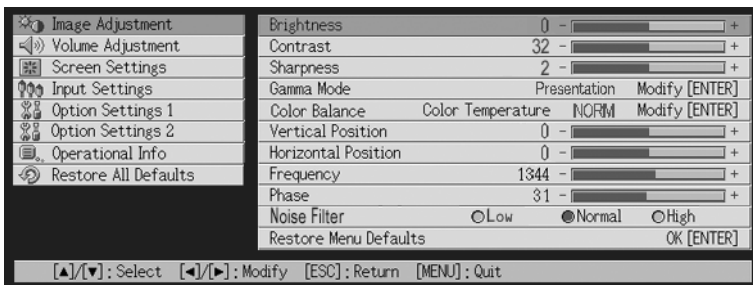 Image Adjustment
Volume Adjustment
Screen Settings
Input Settings
Option Settings 1
Option Settings 2
Operational Info
Restore All Defaults
Brightness 0 - +
Contrast 32 - +
Sharpness 2 - +
Gamma Mode Presentation Modify [ENTER]
Color Balance Color Temperature NORM Modify [ENTER]
Vertical Position 0 - +
Horizontal Position 0 - +
Frequency 1344 - +
Phase 31 - +
Noise Filter Low Normal High
Restore Menu Defaults OK [ENTER]
[▲]/[▼] : Select [◄]/[►] : Modify [ESC] : Return [MENU] : Quit